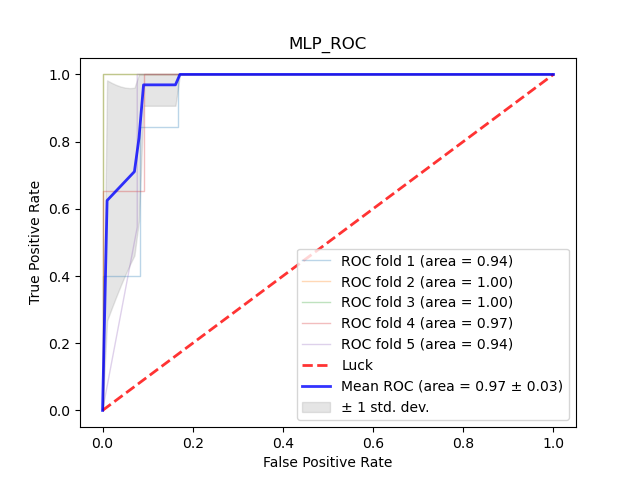 MLP_ROC
True Positive Rate
1.0
0.8
0.6
0.4
0.2
0.0
ROC fold 1 (area = 0.94)
ROC fold 2 (area = 1.00)
ROC fold 3 (area = 1.00)
ROC fold 4 (area = 0.97)
ROC fold 5 (area = 0.94)
Luck
Mean ROC (area = 0.97 ± 0.03)
± 1 std. dev.
0.0 0.2 0.4 0.6 0.8 1.0
False Positive Rate